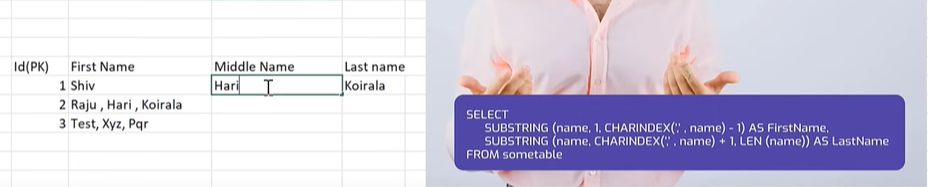 Id(PK) First Name Middle Name Last name
1 Shiv Hari Koirala
2 Raju , Hari , Koirala
3 Test, Xyz, Pqr
SELECT
SUBSTRING (name, 1, CHARINDEX(',' , name) - 1) AS FirstName,
SUBSTRING (name, CHARINDEX(',' , name) + 1, LEN (name)) AS LastName
FROM sometable